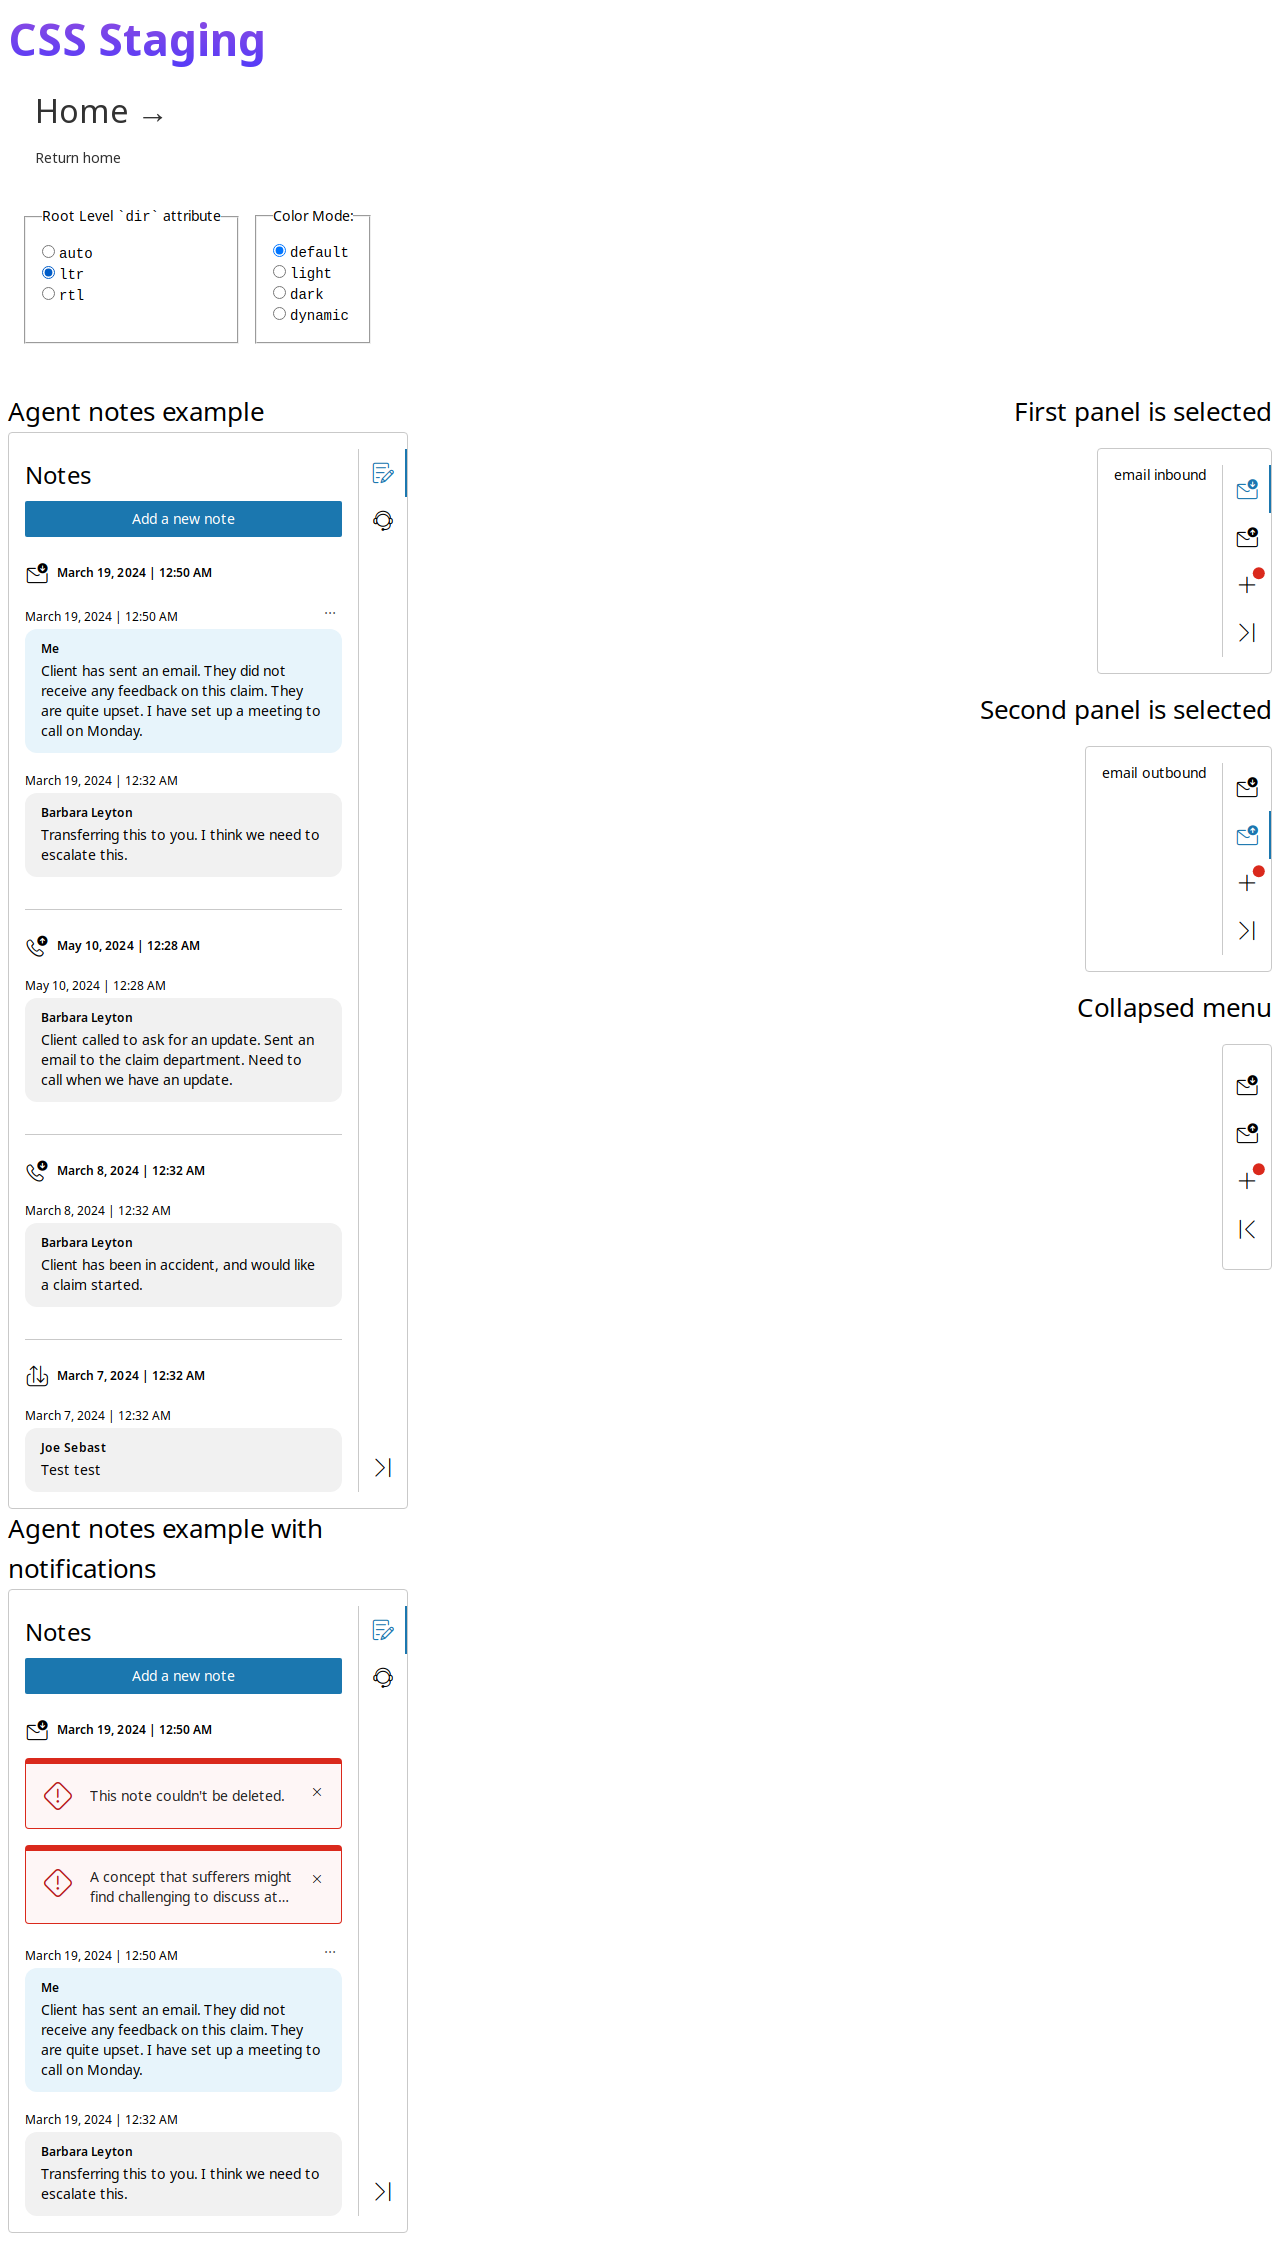 CSS Staging
Home →
Return home
Root Level `dir` attribute
auto
ltr
rtl
Color Mode:
default
light
dark
dynamic
Agent notes example
Notes
Add a new note
March 19, 2024 | 12:50 AM
March 19, 2024 | 12:50 AM
...
Me
Client has sent an email. They did not
receive any feedback on this claim. They
are quite upset. I have set up a meeting to
call on Monday.
March 19, 2024 | 12:32 AM
Barbara Leyton
Transferring this to you. I think we need to
escalate this.
May 10, 2024 | 12:28 AM
May 10, 2024 | 12:28 AM
Barbara Leyton
Client called to ask for an update. Sent an
email to the claim department. Need to
call when we have an update.
March 8, 2024 | 12:32 AM
March 8, 2024 | 12:32 AM
Barbara Leyton
Client has been in accident, and would like
a claim started.
March 7, 2024 | 12:32 AM
March 7, 2024 | 12:32 AM
Joe Sebast
Test test
Agent notes example with
notifications
Notes
Add a new note
March 19, 2024 | 12:50 AM
This note couldn't be deleted.
A concept that sufferers might
find challenging to discuss at...
March 19, 2024 | 12:50 AM
...
Me
Client has sent an email. They did not
receive any feedback on this claim. They
are quite upset. I have set up a meeting to
call on Monday.
March 19, 2024 | 12:32 AM
Barbara Leyton
Transferring this to you. I think we need to
escalate this.
First panel is selected
email inbound
Second panel is selected
email outbound
Collapsed menu